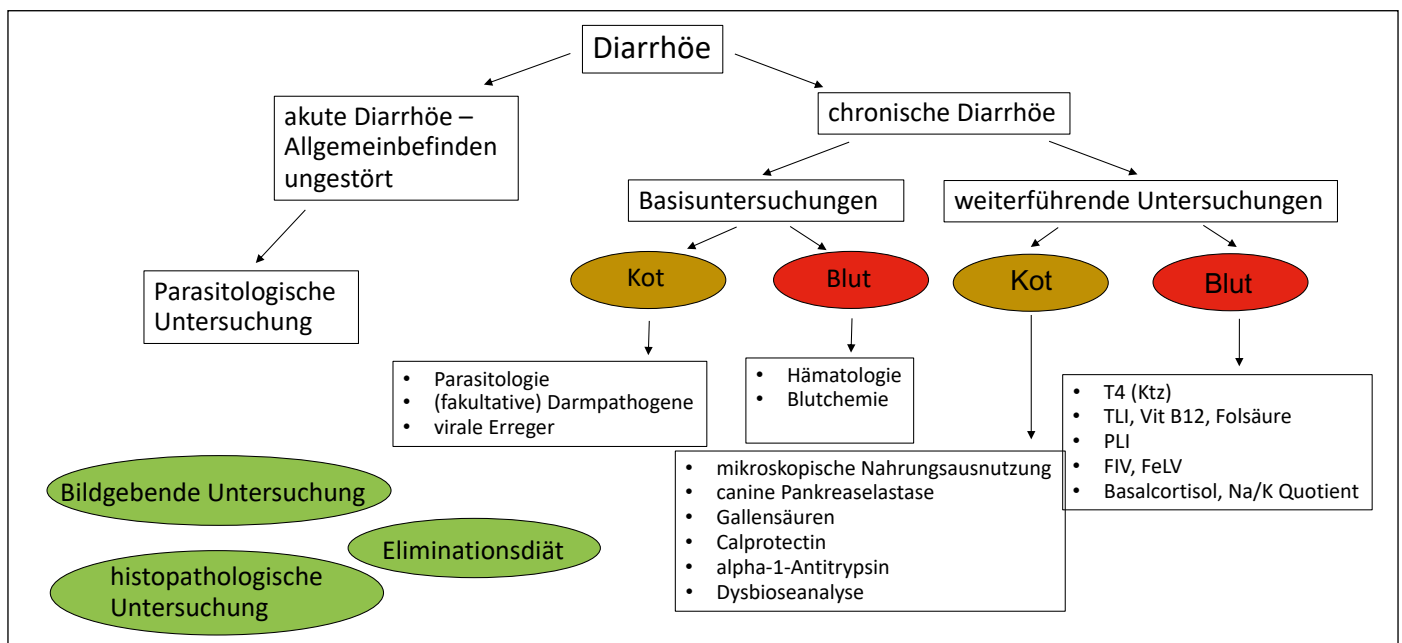 Diarrhöe
akute Diarrhöe –
Allgemeinbefinden
ungestört
chronische Diarrhöe
Basisuntersuchungen
weiterführende Untersuchungen
Parasitologische
Untersuchung
Kot
Blut
Kot
Blut
• Parasitologie
• (fakultative) Darmpathogene
• virale Erreger
• Hämatologie
• Blutchemie
• mikroskopische Nahrungsausnutzung
• canine Pankreaselastase
• Gallensäuren
• Calprotectin
• alpha-1-Antitrypsin
• Dysbioseanalyse
• T4 (Ktz)
• TLI, Vit B12, Folsäure
• PLI
• FIV, FeLV
• Basalcortisol, Na/K Quotient
Bildgebende Untersuchung
Eliminationsdiät
histopathologische
Untersuchung